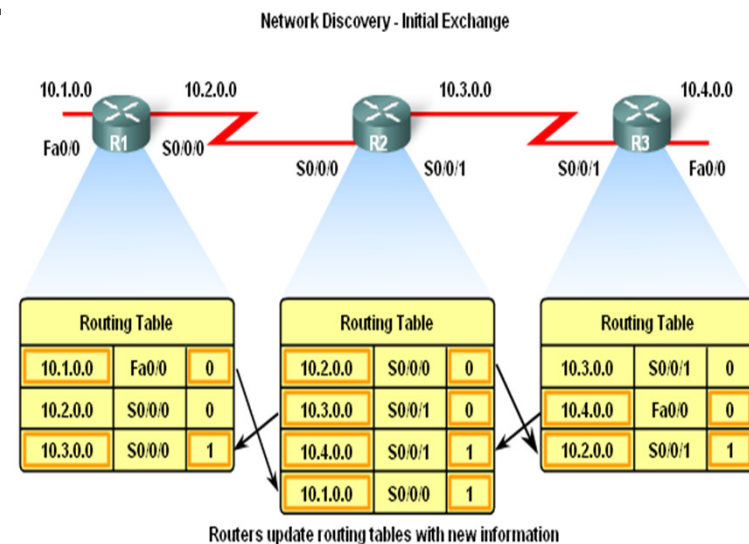 Network Discovery - Initial Exchange
10.1.0.0 10.2.0.0 10.3.0.0 10.4.0.0
R1 R2 R3
Fa0/0 S0/0/0 S0/0/0 S0/0/1 S0/0/1 Fa0/0
Routing Table
10.1.0.0 Fa0/0 0
10.2.0.0 S0/0/0 0
10.3.0.0 S0/0/0 1
Routing Table
10.2.0.0 S0/0/0 0
10.3.0.0 S0/0/1 0
10.4.0.0 S0/0/1 1
10.1.0.0 S0/0/0 1
Routing Table
10.3.0.0 S0/0/1 0
10.4.0.0 Fa0/0 0
10.2.0.0 S0/0/1 1
Routers update routing tables with new information